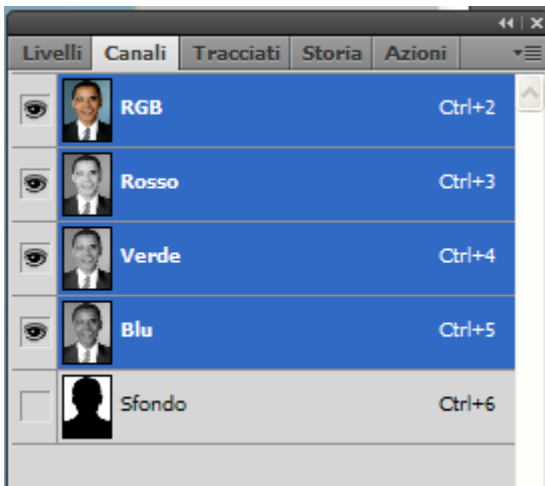 Livelli Canali Tracciati Storia Azioni
RGB Ctrl+2
Rosso Ctrl+3
Verde Ctrl+4
Blu Ctrl+5
Sfondo Ctrl+6